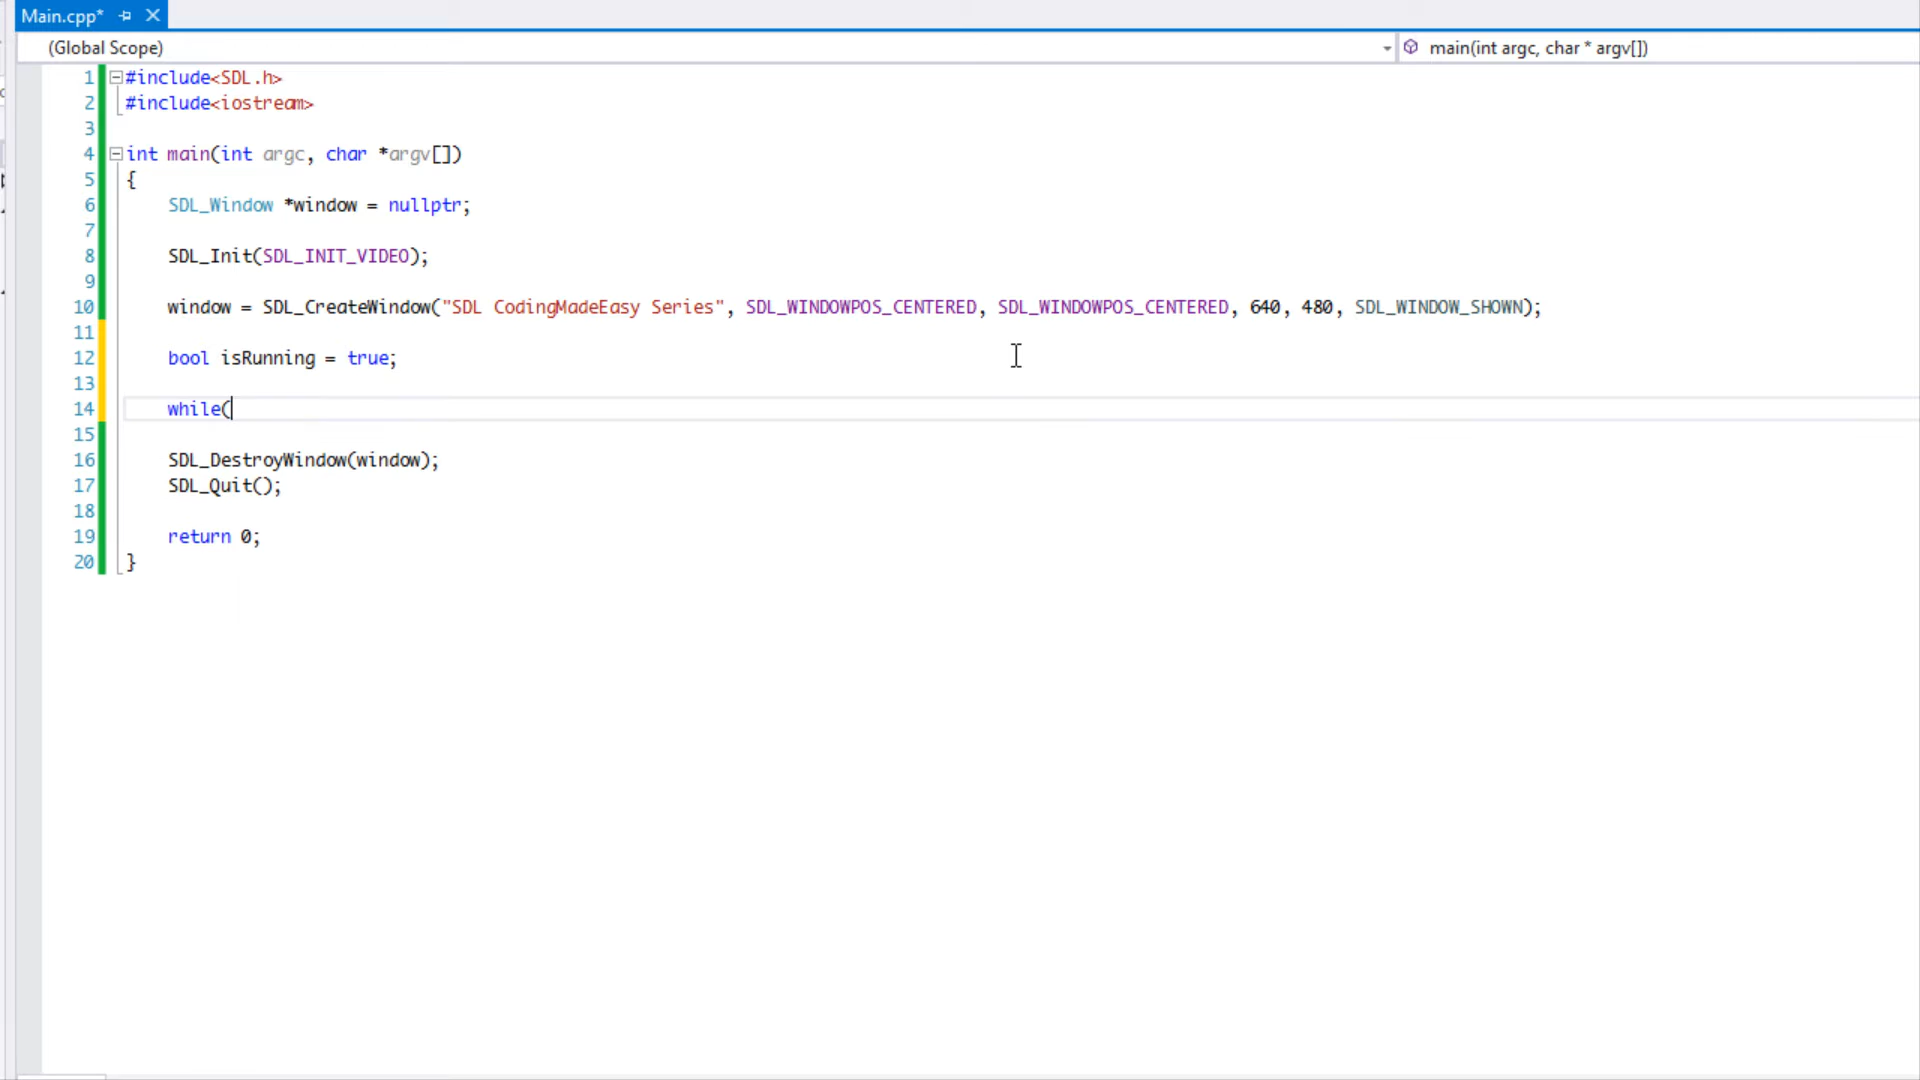 Main.cpp*
(Global Scope) main(int argc, char * argv[])
1 #include<SDL.h>
2 #include<iostream>
3
4 int main(int argc, char *argv[])
5 {
6 SDL_Window *window = nullptr;
7
8 SDL_Init(SDL_INIT_VIDEO);
9
10 window = SDL_CreateWindow("SDL CodingMadeEasy Series", SDL_WINDOWPOS_CENTERED, SDL_WINDOWPOS_CENTERED, 640, 480, SDL_WINDOW_SHOWN);
11
12 bool isRunning = true;
13
14 while(
15
16 SDL_DestroyWindow(window);
17 SDL_Quit();
18
19 return 0;
20 }